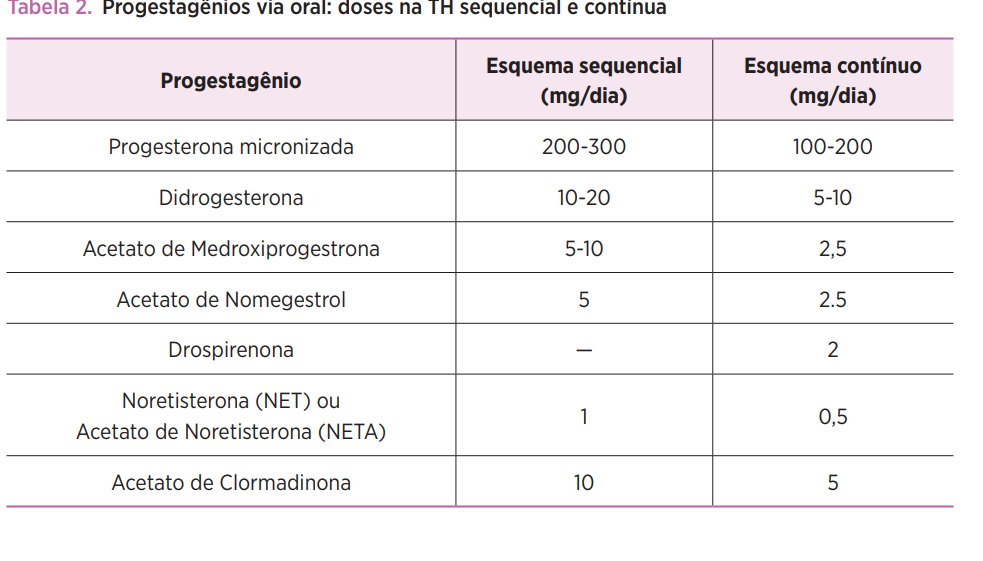 Tabela 2. Progestagênios via oral: doses na TH sequencial e contínua
Progestagênio
Esquema sequencial
(mg/dia)
Esquema contínuo
(mg/dia)
Progesterona micronizada
200-300
100-200
Didrogesterona
10-20
5-10
Acetato de Medroxiprogestrona
5-10
2,5
Acetato de Nomegestrol
5
2.5
Drospirenona
—
2
Noretisterona (NET) ou
Acetato de Noretisterona (NETA)
1
0,5
Acetato de Clormadinona
10
5